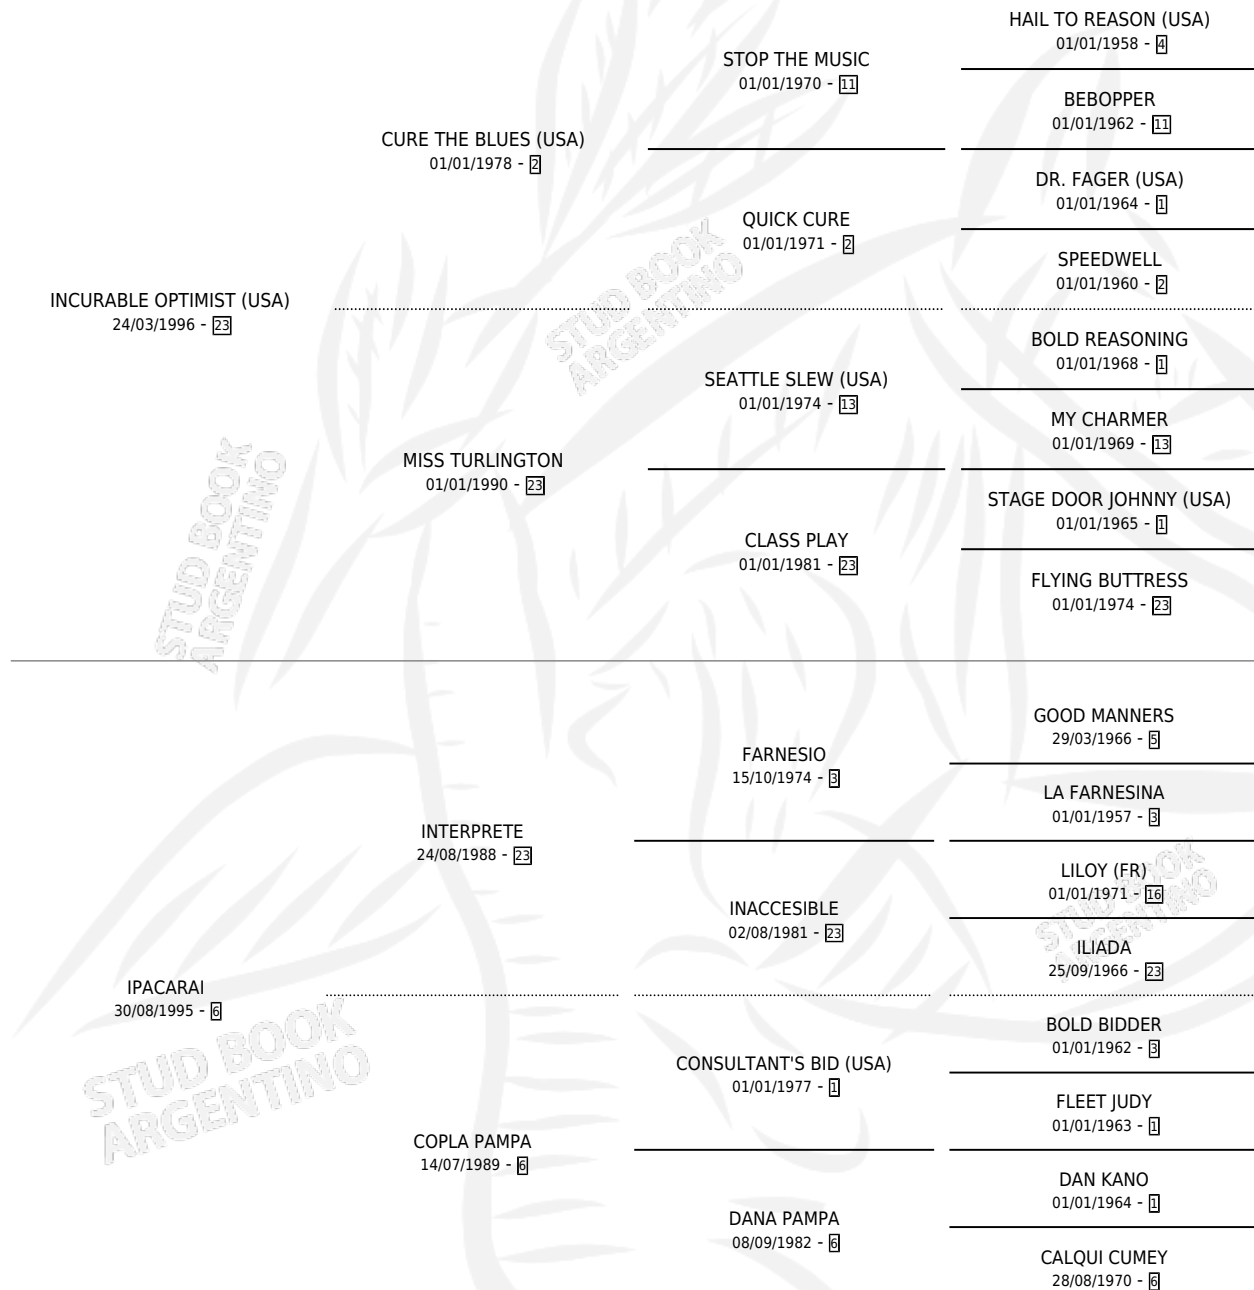 HAIL TO REASON (USA)
01/01/1958 - 4
STOP THE MUSIC
01/01/1970 - 11
BEBOPPER
01/01/1962 - 11
CURE THE BLUES (USA)
01/01/1978 - 2
DR. FAGER (USA)
01/01/1964 - 1
QUICK CURE
01/01/1971 - 2
SPEEDWELL
01/01/1960 - 2
INCURABLE OPTIMIST (USA)
24/03/1996 - 23
BOLD REASONING
01/01/1968 - 1
SEATTLE SLEW (USA)
01/01/1974 - 13
MY CHARMER
01/01/1969 - 13
MISS TURLINGTON
01/01/1990 - 23
STAGE DOOR JOHNNY (USA)
01/01/1965 - 1
CLASS PLAY
01/01/1981 - 23
FLYING BUTTRESS
01/01/1974 - 23
GOOD MANNERS
29/03/1966 - 5
FARNESIO
15/10/1974 - 3
LA FARNESINA
01/01/1957 - 3
INTERPRETE
24/08/1988 - 23
LILOY (FR)
01/01/1971 - 16
INACCESIBLE
02/08/1981 - 23
ILIADA
25/09/1966 - 23
IPACARAI
30/08/1995 - 6
BOLD BIDDER
01/01/1962 - 3
CONSULTANT'S BID (USA)
01/01/1977 - 1
FLEET JUDY
01/01/1963 - 1
COPLA PAMPA
14/07/1989 - 6
DAN KANO
01/01/1964 - 1
DANA PAMPA
08/09/1982 - 6
CALQUI CUMEY
28/08/1970 - 6
STUD BOOK
ARGENTINO
STUD BOOK
ARGENTINO
STUD BOOK
ARGENTINO
STUD BOOK
ARGENTINO